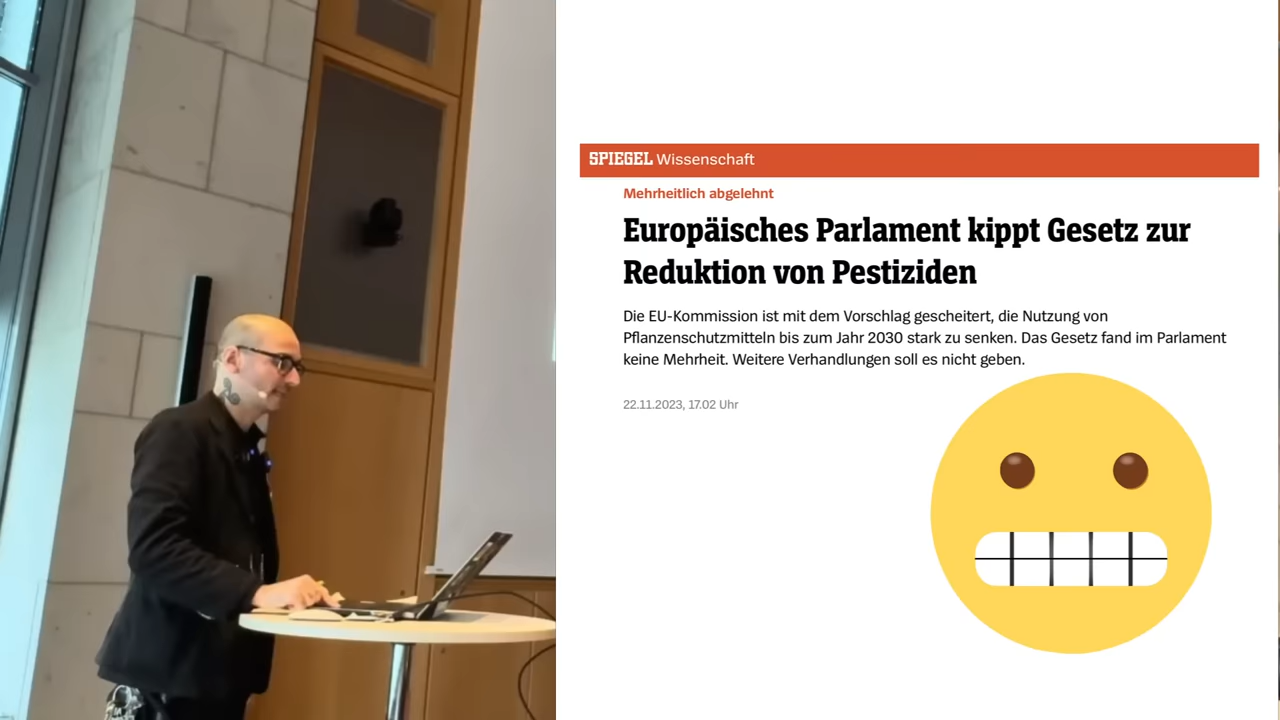 SPIEGEL Wissenschaft
Mehrheitlich abgelehnt
Europäisches Parlament kippt Gesetz zur
Reduktion von Pestiziden
Die EU-Kommission ist mit dem Vorschlag gescheitert, die Nutzung von
Pflanzenschutzmitteln bis zum Jahr 2030 stark zu senken. Das Gesetz fand im Parlament
keine Mehrheit. Weitere Verhandlungen soll es nicht geben.
22.11.2023, 17.02 Uhr